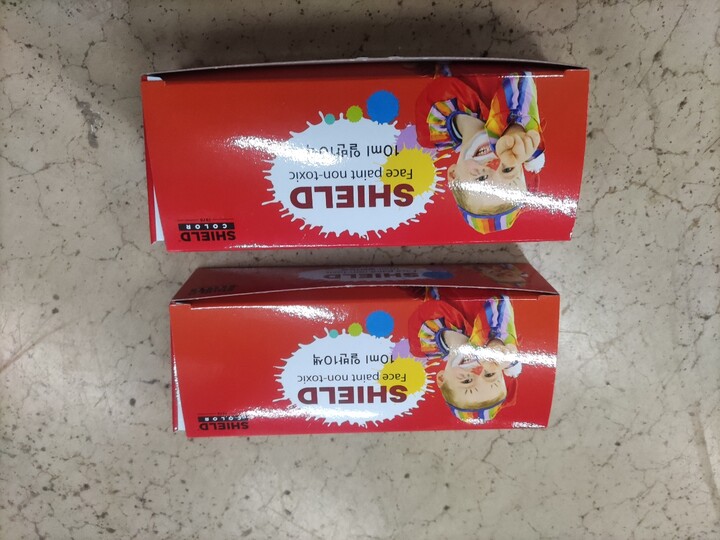 SHIELD
COLOR
SHIELD
Face paint non-toxic
10ml 일반10색
SHIELD
COLOR
SHIELD
Face paint non-toxic
10ml 일반10색